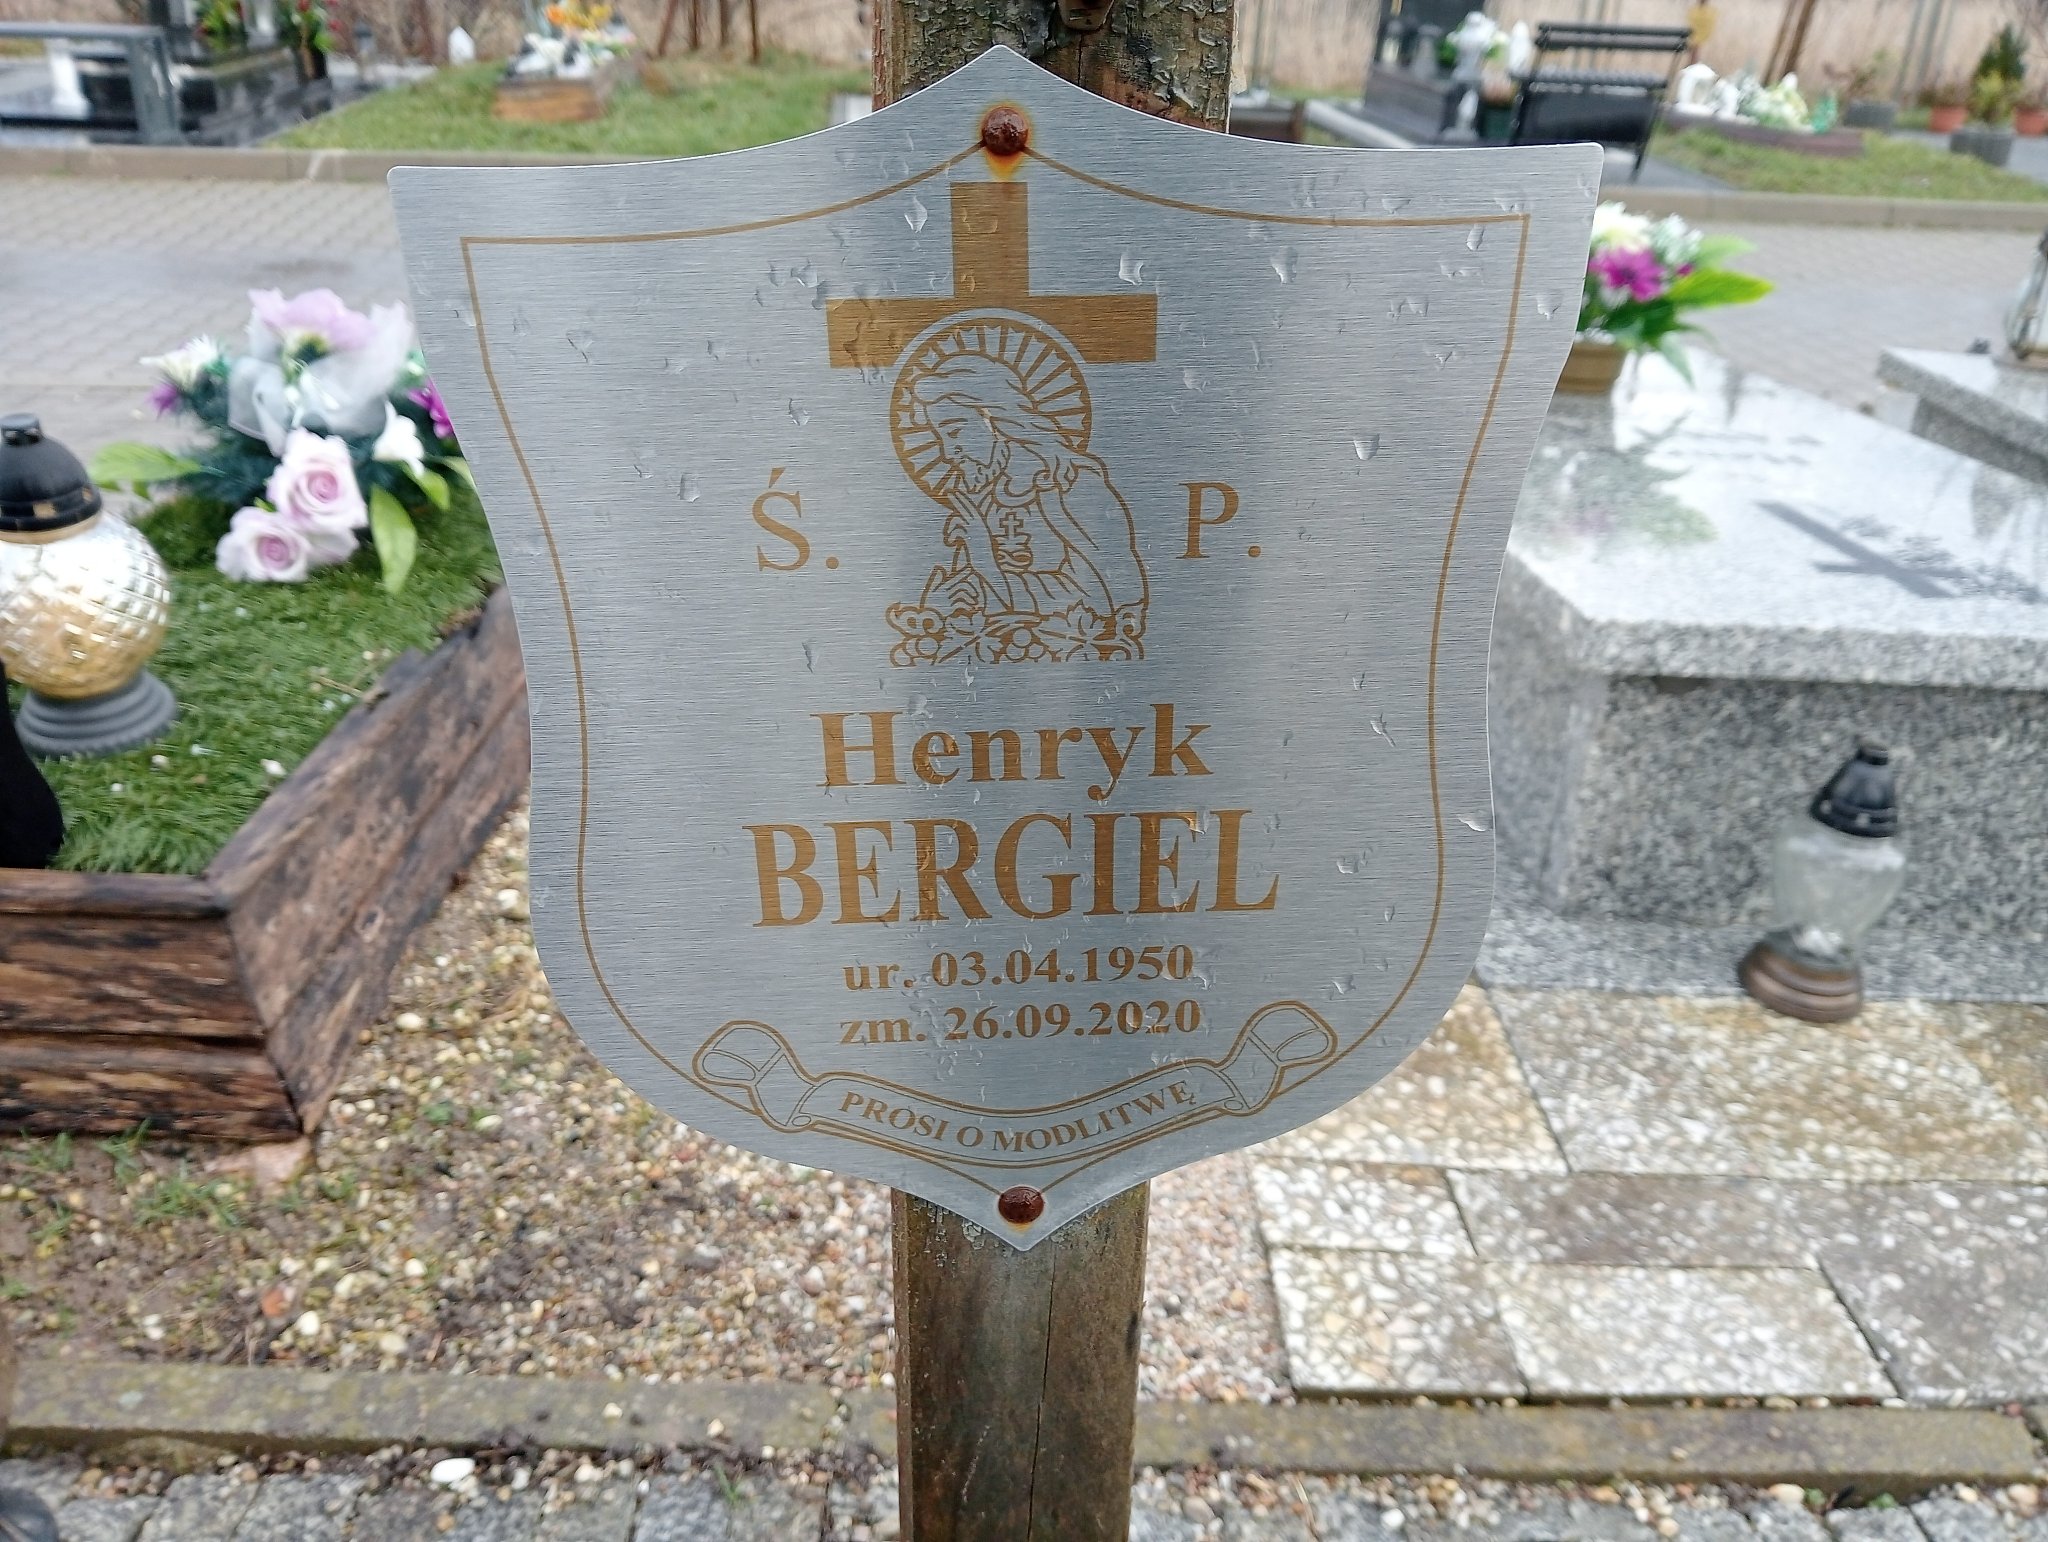 Ś. P.
Henryk
BERGIEL
ur. 03.04.1950
zm. 26.09.2020
PROSI O MODLITWĘ